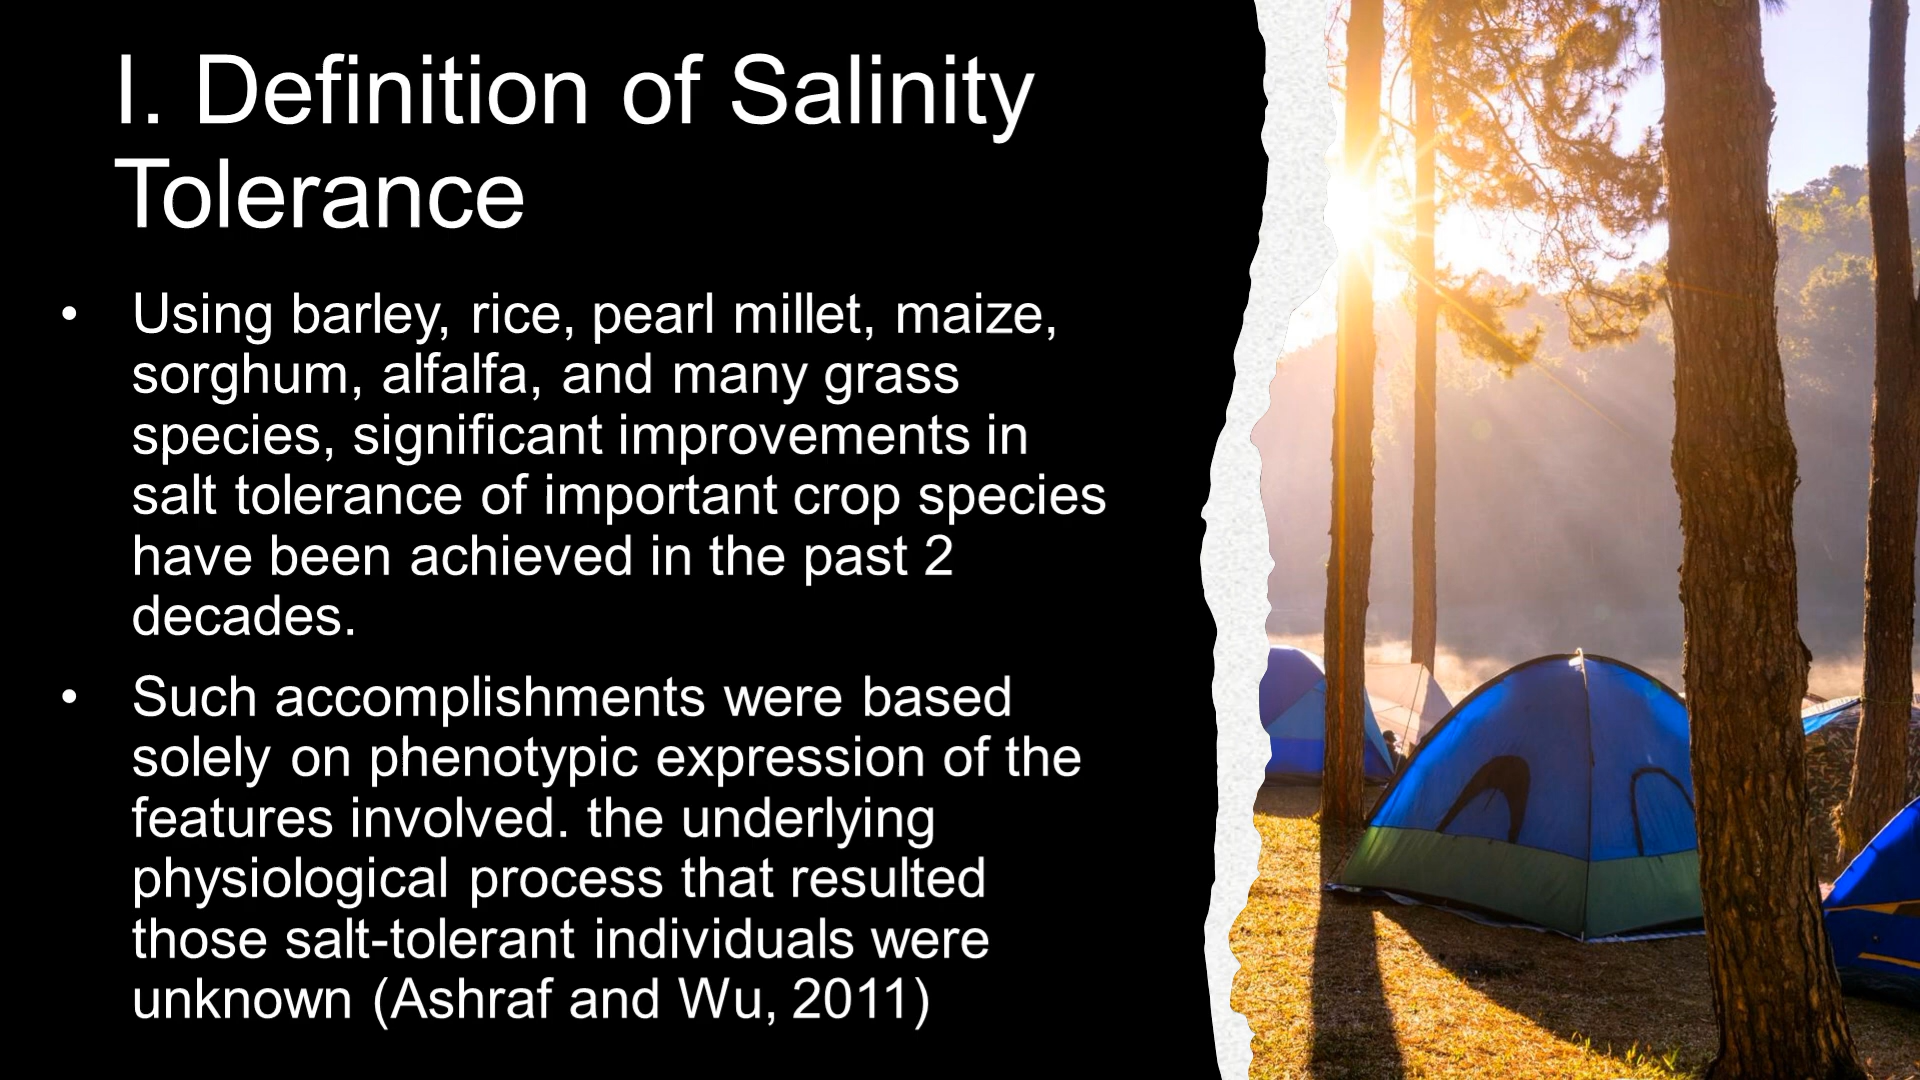 I. Definition of Salinity
Tolerance
• Using barley, rice, pearl millet, maize,
sorghum, alfalfa, and many grass
species, significant improvements in
salt tolerance of important crop species
have been achieved in the past 2
decades.
• Such accomplishments were based
solely on phenotypic expression of the
features involved. the underlying
physiological process that resulted
those salt-tolerant individuals were
unknown (Ashraf and Wu, 2011)